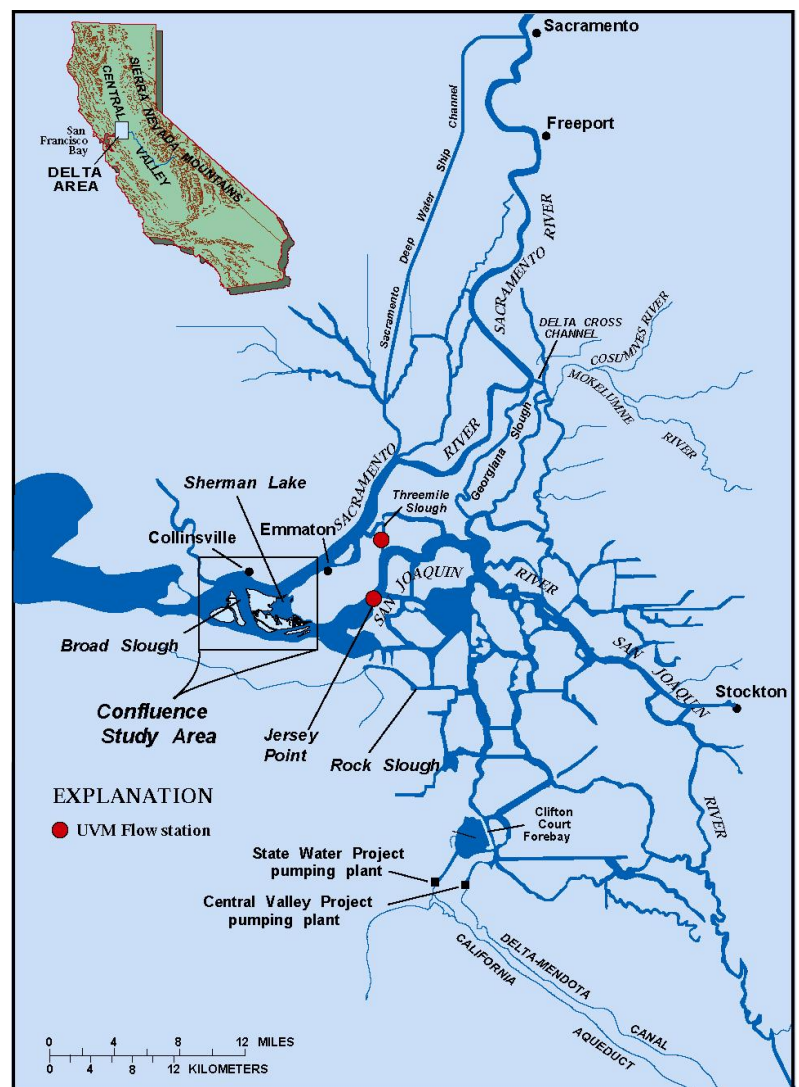 Sacramento
Freeport
CENTRAL
VALLEY
SIERRA NEVADA MOUNTAINS
San
Francisco
Bay
DELTA
AREA
Sacramento Deep Water Ship Channel
SACRAMENTO RIVER
DELTA CROSS
CHANNEL
COSUMNES RIVER
MOKELUMNE
RIVER
Georgiana Slough
SACRAMENTO
RIVER
Sherman Lake
Threemile
Slough
Collinsville
Emmaton
SAN JOAQUIN
RIVER
SAN JOAQUIN
RIVER
Broad Slough
Stockton
Confluence
Study Area
Jersey
Point
Rock Slough
EXPLANATION
UVM Flow station
Clifton
Court
Forebay
State Water Project
pumping plant
Central Valley Project
pumping plant
DELTA-MENDOTA
CANAL
CALIFORNIA
AQUEDUCT
0 4 8 12 MILES
0 4 8 12 KILOMETERS